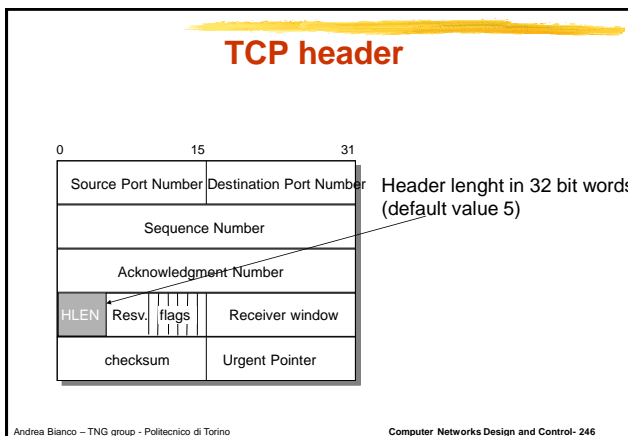 TCP header
0 15 31
Source Port Number Destination Port Number
Header lenght in 32 bit words
(default value 5)
Sequence Number
Acknowledgment Number
HLEN Resv. flags Receiver window
checksum Urgent Pointer
Andrea Bianco – TNG group - Politecnico di Torino Computer Networks Design and Control- 246